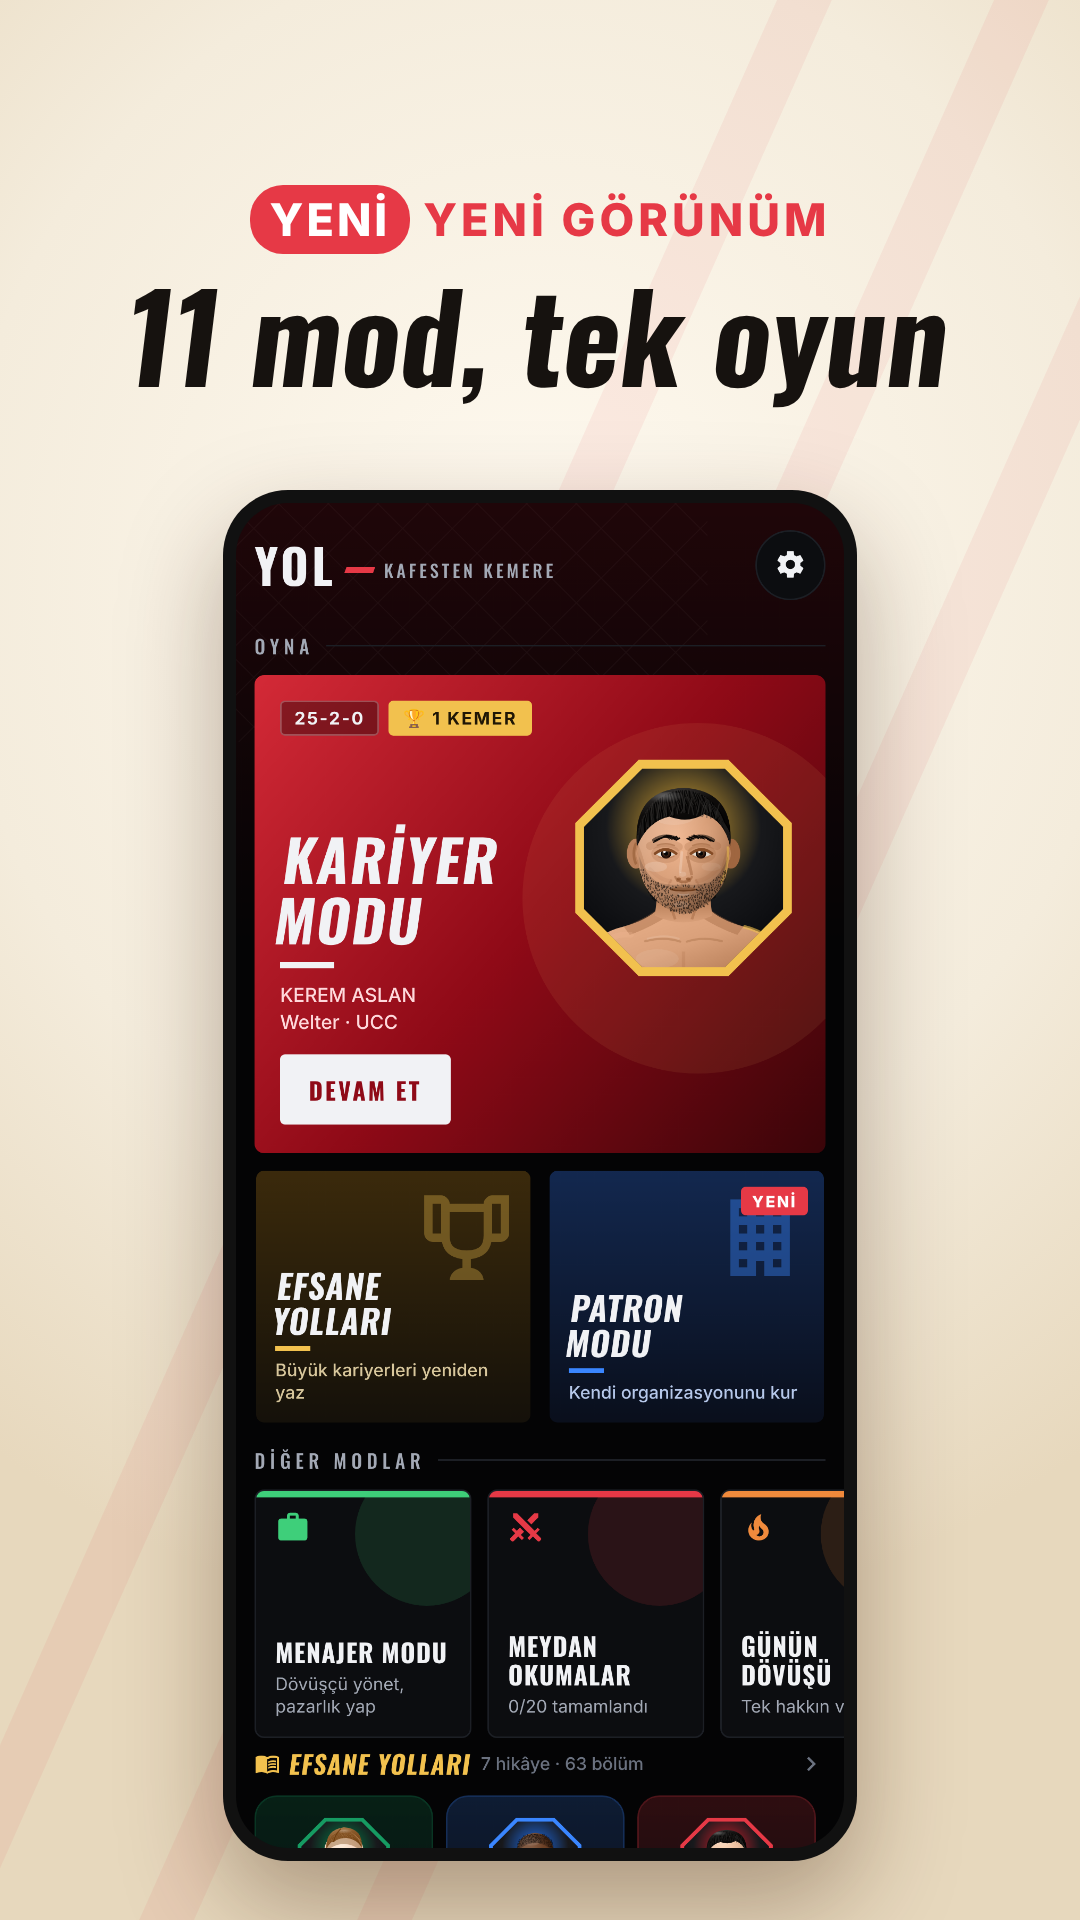 YENİ YENİ GÖRÜNÜM
11 mod, tek oyun
YOL KAFESTEN KEMERE
OYNA
25-2-0 🏆 1 KEMER
KARİYER
MODU
KEREM ASLAN
Welter · UCC
DEVAM ET
EFSANE
YOLLARI
Büyük kariyerleri yeniden
yaz
YENİ
PATRON
MODU
Kendi organizasyonunu kur
DİĞER MODLAR
MENAJER MODU
Dövüşçü yönet,
pazarlık yap
MEYDAN
OKUMALAR
0/20 tamamlandı
GÜNÜN
DÖVÜŞÜ
Tek hakkın v
EFSANE YOLLARI 7 hikâye · 63 bölüm